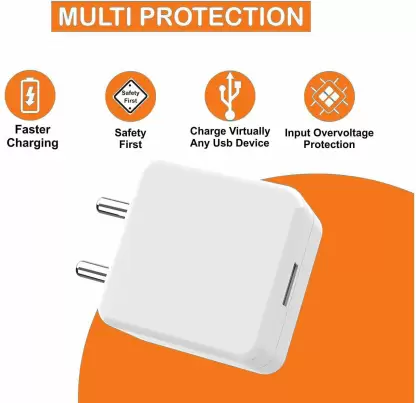 MULTI PROTECTION
Faster
Charging
Safety
First
Safety
First
Charge Virtually
Any Usb Device
Input Overvoltage
Protection